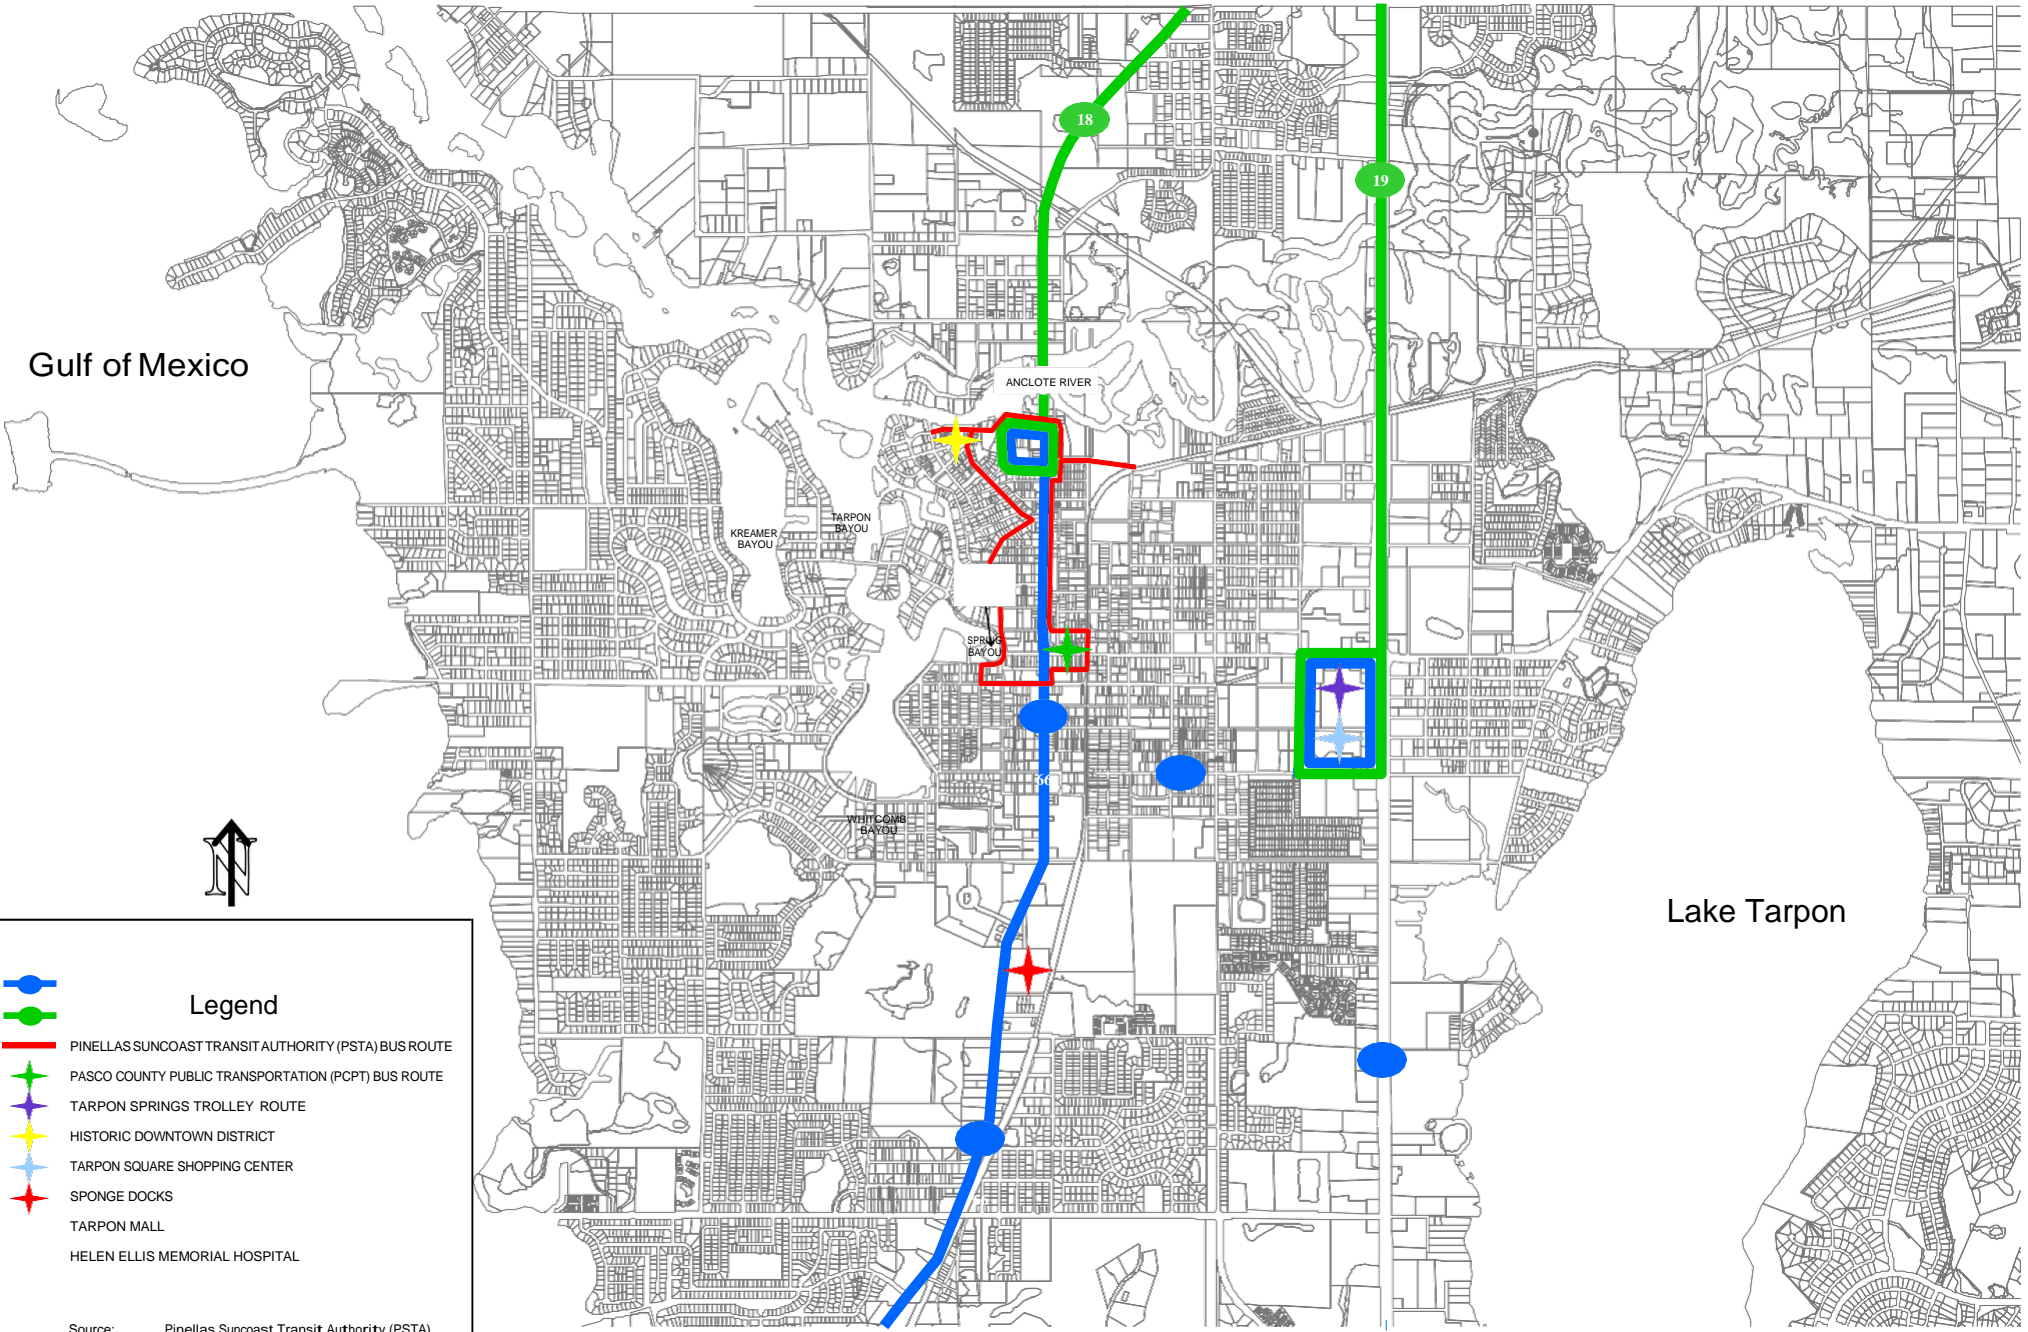 18
19
Gulf of Mexico
ANCLOTE RIVER
TARPON
BAYOU
KREAMER
BAYOU
SPRING
BAYOU
66
WHITCOMB
BAYOU
N
Lake Tarpon
Legend
PINELLAS SUNCOAST TRANSIT AUTHORITY (PSTA) BUS ROUTE
PASCO COUNTY PUBLIC TRANSPORTATION (PCPT) BUS ROUTE
TARPON SPRINGS TROLLEY ROUTE
HISTORIC DOWNTOWN DISTRICT
TARPON SQUARE SHOPPING CENTER
SPONGE DOCKS
TARPON MALL
HELEN ELLIS MEMORIAL HOSPITAL
Source: Pinellas Suncoast Transit Authority (PSTA)